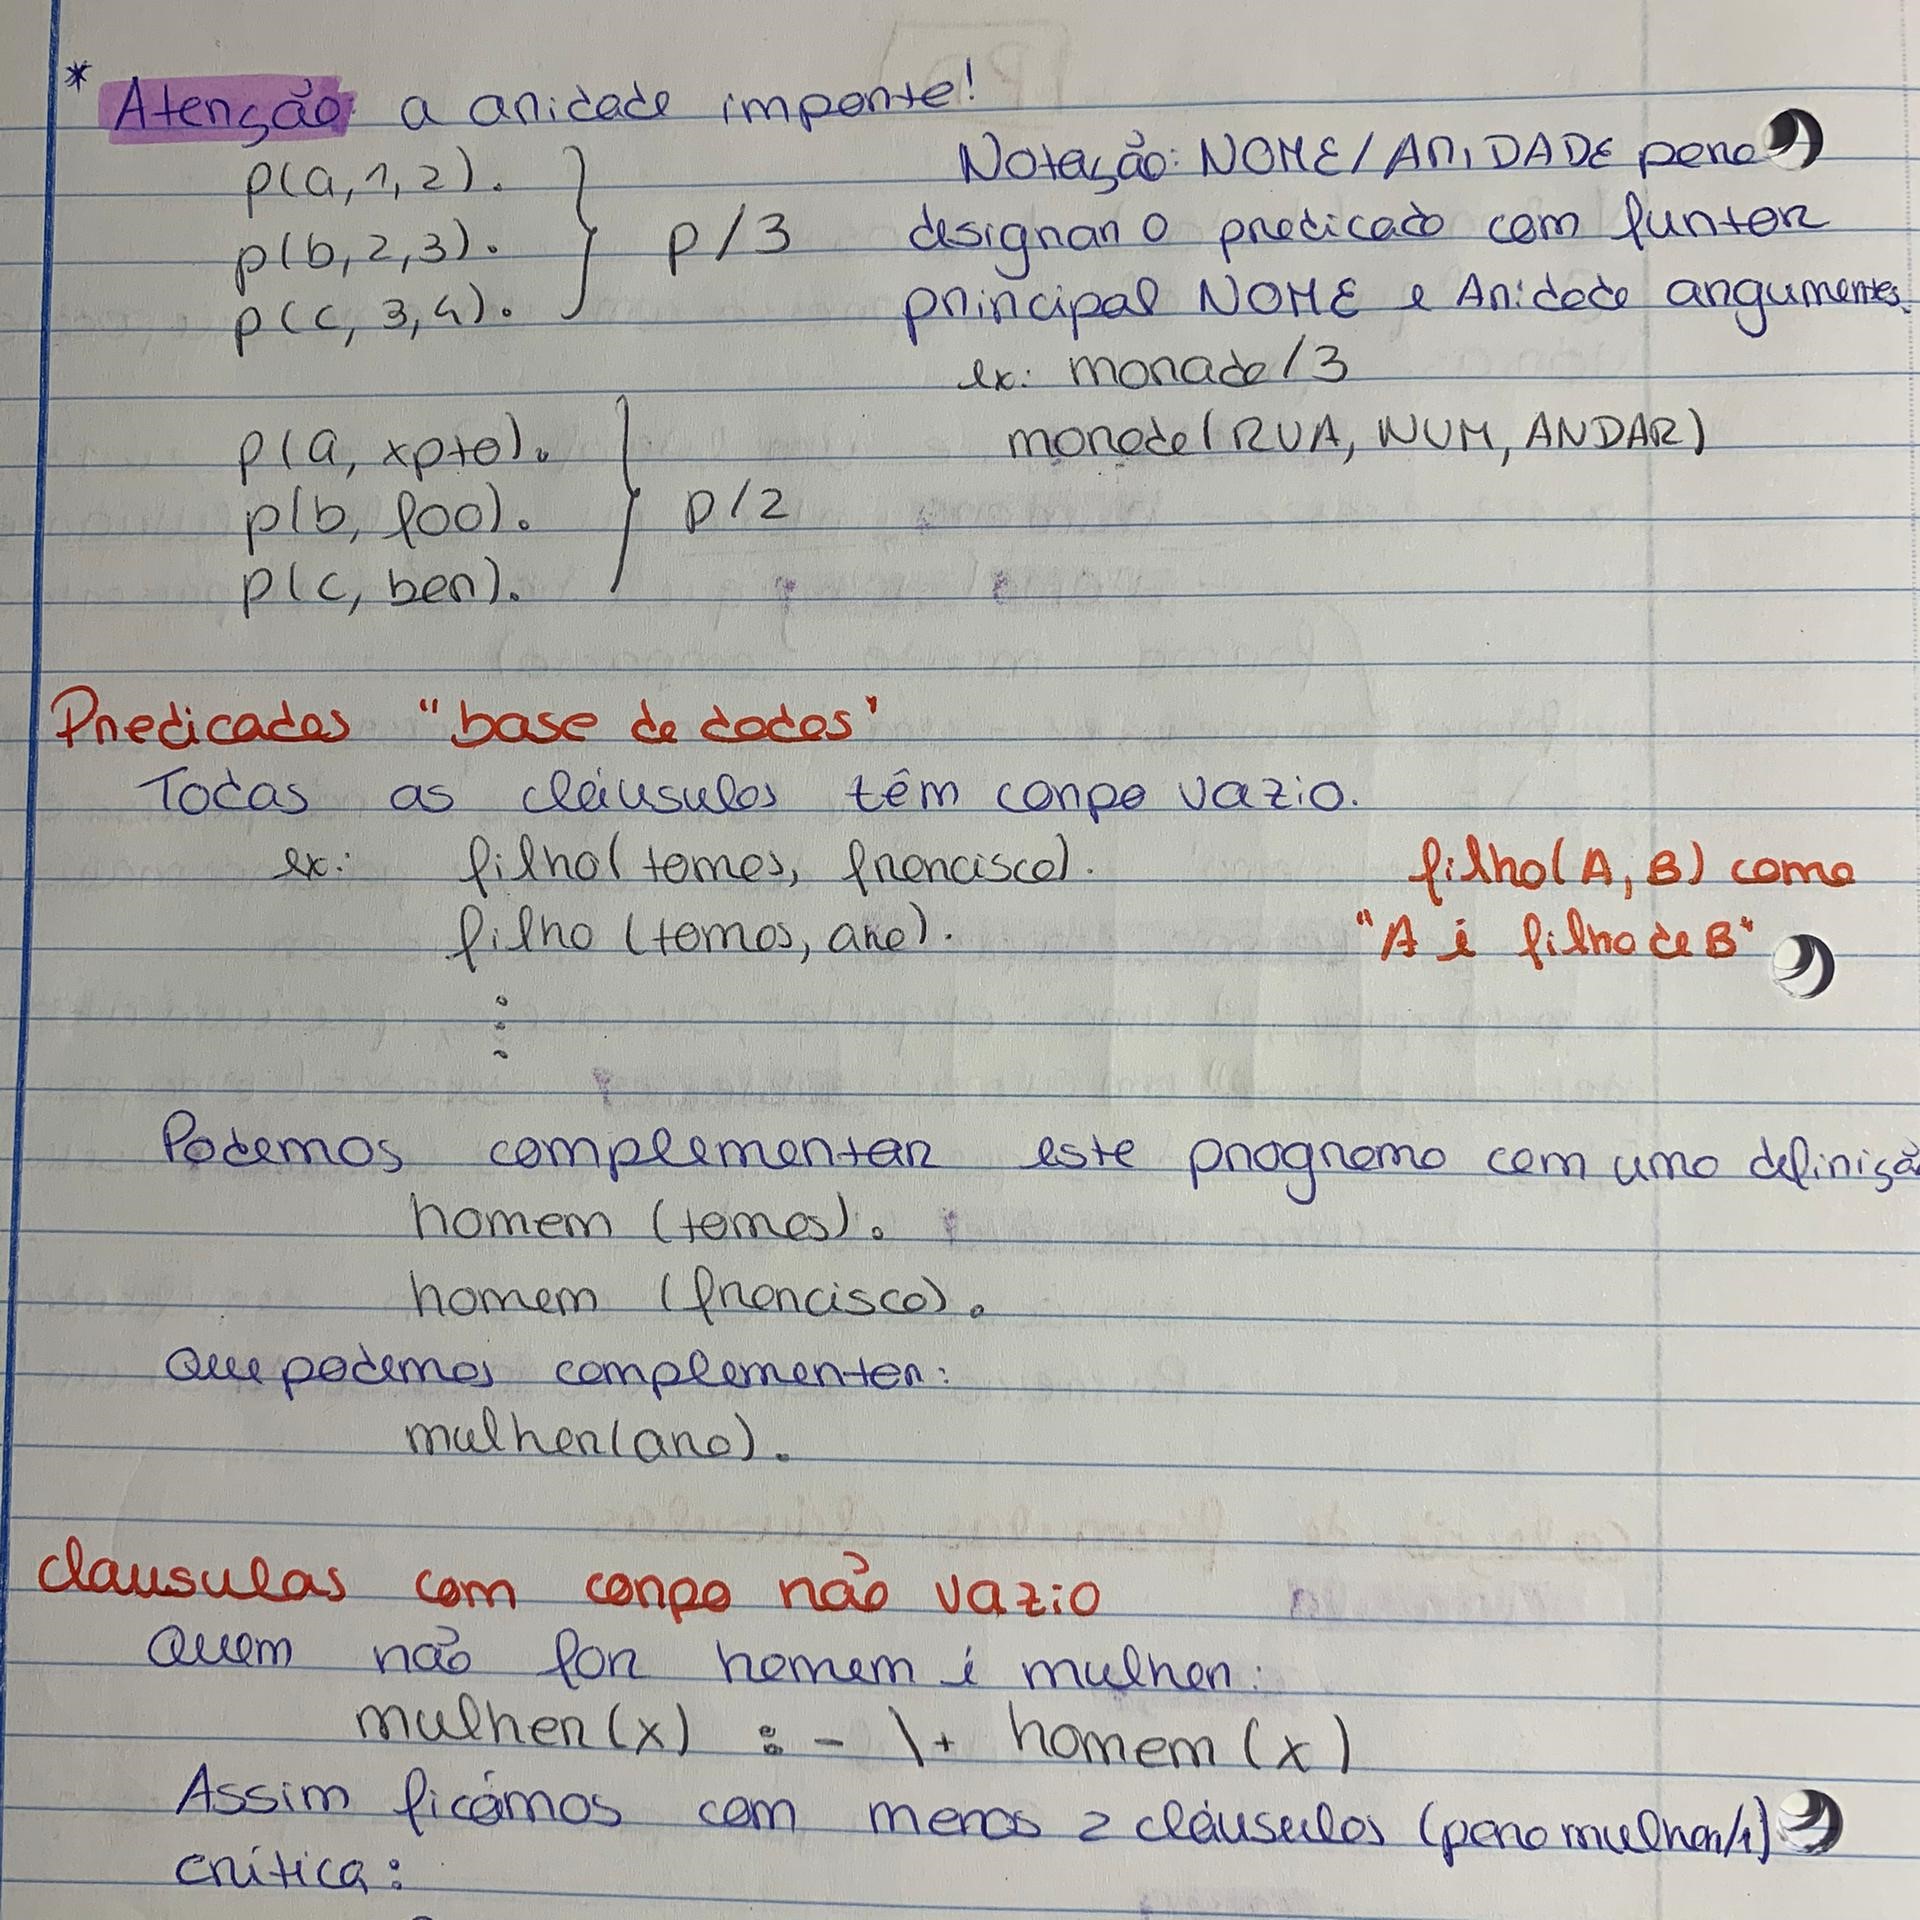 * Atenção a aridade importe!
p(a,1,2).
p(b,2,3).
p(c,3,4).
p/3
Notação: NOME/ARIDADE para
designar o predicado com funtor
principal NOME e Aridade argumentos.
ex: morada/3
morada(RUA, NUM, ANDAR)
p(a, xpto).
p(b, foo).
p(c, bar).
p/2
Predicados "base de dados"
Todas as cláusulas têm corpo vazio.
ex: filho(tomas, francisco).
filho (tomas, ana).
⋮
filho(A, B) como
"A é filho de B"
Podemos complementar este programa com uma definiçã
homem (tomas).
homem (francisco).
Que podemos complementar:
mulher(ana).
clausulas com corpo não vazio
Quem não for homem é mulher:
mulher(x) :- \+ homem(x)
Assim ficámos com menos 2 cláusulas (para mulher/1)
crítica: